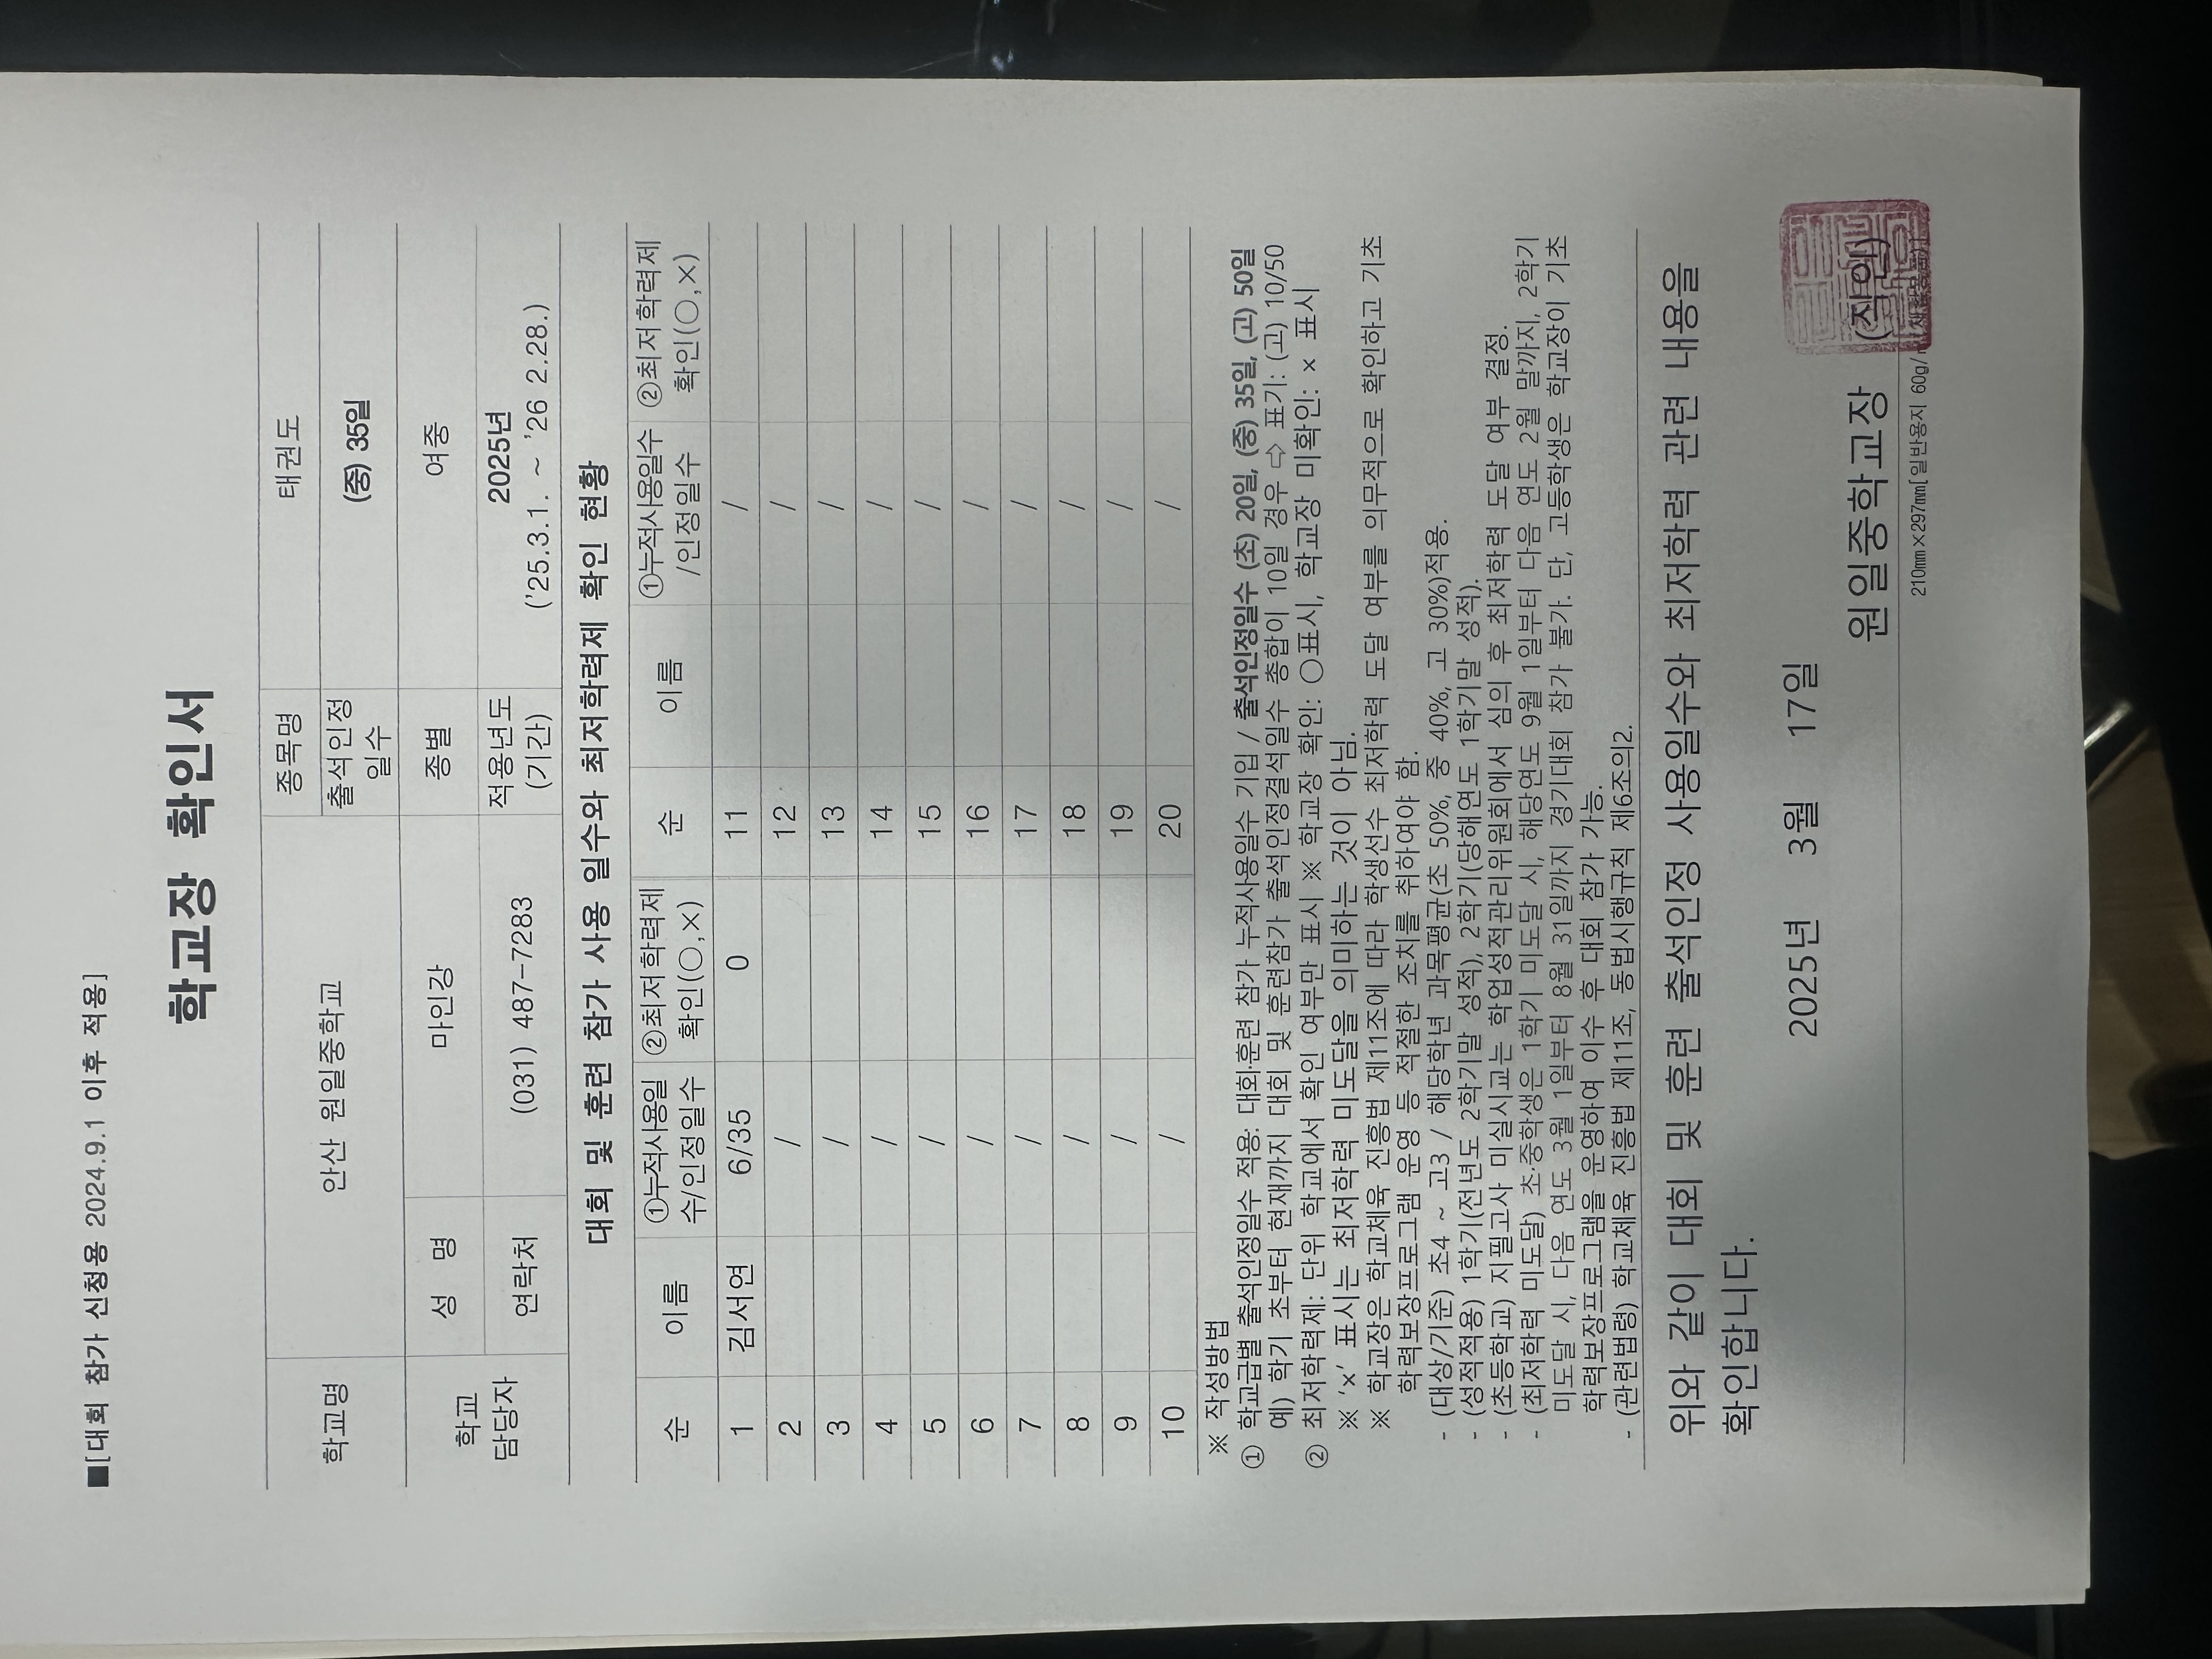 ■[대회 참가 신청용 2024.9.1 이후 적용]
학교장 확인서
학교명 안산 원일중학교 종목명 태권도
출석인정 일수 (중) 35일
학교 담당자 성 명 마인강 종별 여중
연락처 (031) 487-7283 적용년도 (기간) 2025년 ('25.3.1. ~ '26 2.28.)
대회 및 훈련 참가 사용 일수와 최저학력제 확인 현황
순 이름 ①누적사용일수/인정일수 ②최저학력제 확인(○,×) 순 이름 ①누적사용일수/인정일수 ②최저학력제 확인(○,×)
1 김서연 6/35 0 11 /
2 / 12 /
3 / 13 /
4 / 14 /
5 / 15 /
6 / 16 /
7 / 17 /
8 / 18 /
9 / 19 /
10 / 20 /
※ 작성방법
① 학교급별 출석인정일수 적용: 대회·훈련 참가 누적사용일수 기입 / 출석인정일수 (초) 20일, (중) 35일, (고) 50일
예) 학기 초부터 현재까지 대회 및 훈련참가 출석인정결석일수 총합이 10일 경우 ⇨ 표기: (고) 10/50
② 최저학력제: 단위 학교에서 확인 여부만 표시 ※ 학교장 확인: ○표시, 학교장 미확인: × 표시
※ '×' 표시는 최저학력 미도달을 의미하는 것이 아님.
※ 학교장은 학교체육 진흥법 제11조에 따라 학생선수 최저학력 도달 여부를 의무적으로 확인하고 기초
학력보장프로그램 운영 등 적절한 조치를 취하여야 함.
- (대상/기준) 초4 ~ 고3 / 해당학년 과목평균(초 50%, 중 40%, 고 30%)적용.
- (성적적용) 1학기(전년도 2학기말 성적), 2학기(당해연도 1학기말 성적).
- (초등학교) 지필고사 미실시교는 학업성적관리위원회에서 심의 후 최저학력 도달 여부 결정.
- (최저학력 미도달) 초·중학생은 1학기 미도달 시, 해당연도 9월 1일부터 다음 연도 2월 말까지, 2학기
미도달 시, 다음 연도 3월 1일부터 8월 31일까지 경기대회 참가 불가. 단, 고등학생은 학교장이 기초
학력보장프로그램을 운영하여 이수 후 대회 참가 가능.
- (관련법령) 학교체육 진흥법 제11조, 동법시행규칙 제6조의2.
위와 같이 대회 및 훈련 출석인정 사용일수와 최저학력 관련 내용을
확인합니다.
2025년 3월 17일
원일중학교장 (직인)
210㎜×297㎜[일반용지 60g/